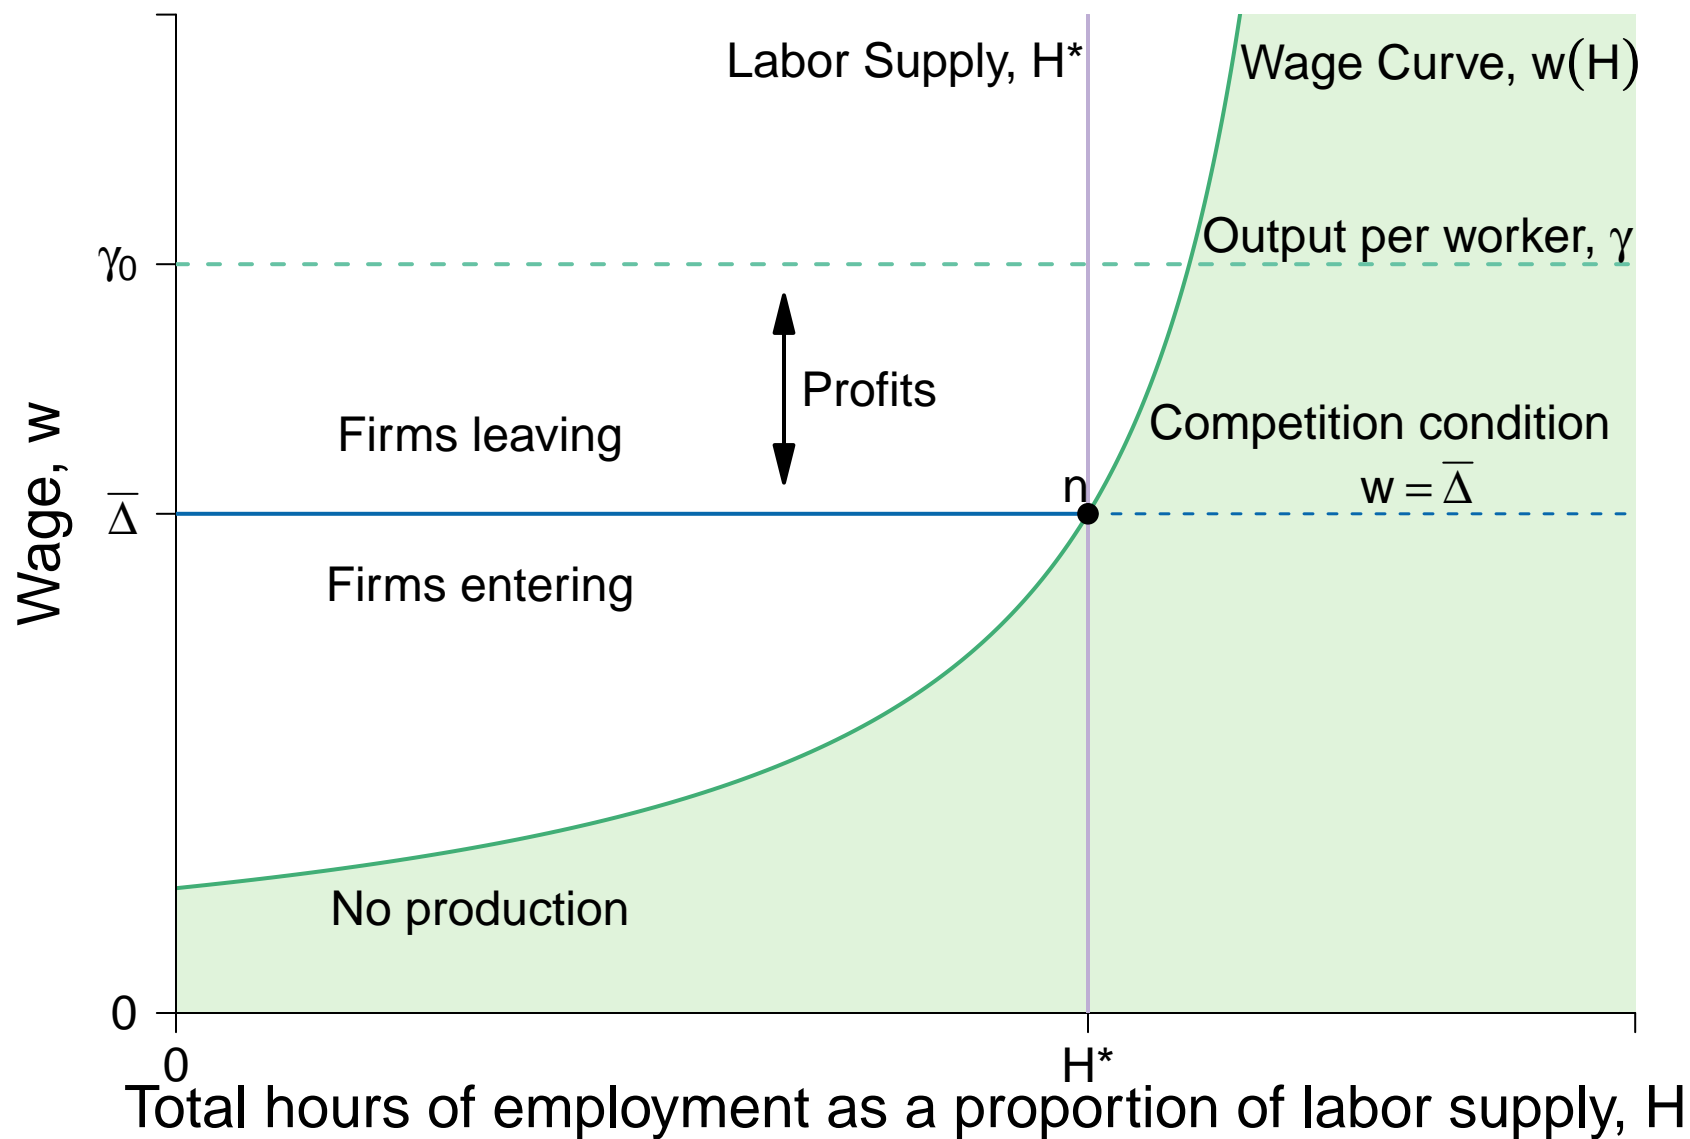 Labor Supply, H*
Wage Curve, w(H)
Output per worker, γ
γ₀
Profits
Firms leaving
Competition condition
w = Δ̅
n
Δ̅
Firms entering
Wage, w
No production
0
0
H*
Total hours of employment as a proportion of labor supply, H